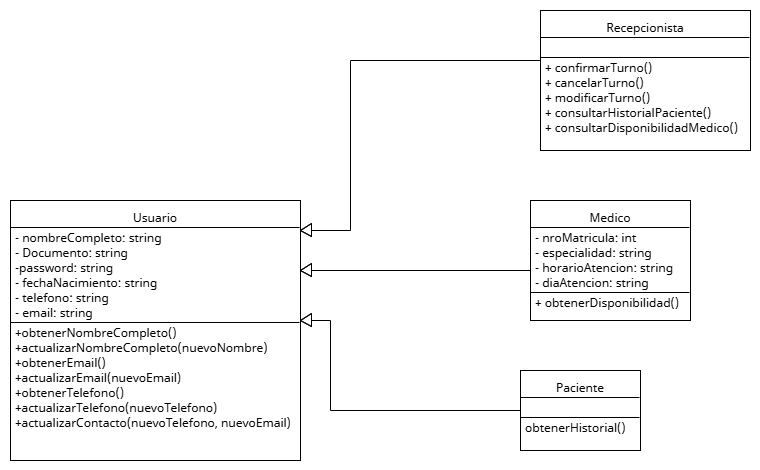 Recepcionista
+ confirmarTurno()
+ cancelarTurno()
+ modificarTurno()
+ consultarHistorialPaciente()
+ consultarDisponibilidadMedico()
Usuario
- nombreCompleto: string
- Documento: string
-password: string
- fechaNacimiento: string
- telefono: string
- email: string
+obtenerNombreCompleto()
+actualizarNombreCompleto(nuevoNombre)
+obtenerEmail()
+actualizarEmail(nuevoEmail)
+obtenerTelefono()
+actualizarTelefono(nuevoTelefono)
+actualizarContacto(nuevoTelefono, nuevoEmail)
Medico
- nroMatricula: int
- especialidad: string
- horarioAtencion: string
- diaAtencion: string
+ obtenerDisponibilidad()
Paciente
obtenerHistorial()